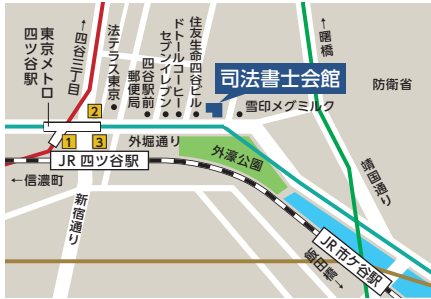 ←四谷三丁目
東京メトロ
四ツ谷駅
法テラス東京
郵便局
四谷駅前
セブンイレブン
ドトールコーヒー
住友生命四谷ビル
司法書士会館
雪印メグミルク
←曙橋
防衛省
2
1
3
外堀通り
JR 四ツ谷駅
外濠公園
靖国通り
←信濃町
新宿通り
JR 市ケ谷駅
飯田橋→